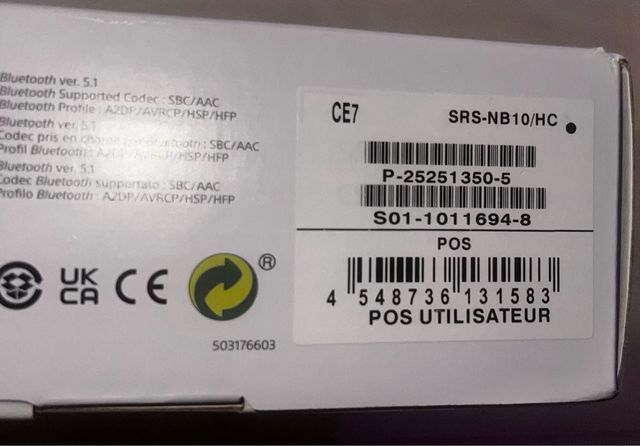 Bluetooth ver. 5.1
Bluetooth Supported Codec : SBC/AAC
Bluetooth Profile : A2DP/AVRCP/HSP/HFP
Bluetooth ver. 5.1
Codec pris en charge par Bluetooth : SBC/AAC
Profil Bluetooth : A2DP/AVRCP/HSP/HFP
Bluetooth ver. 5.1
Codec Bluetooth supportato : SBC/AAC
Profilo Bluetooth : A2DP/AVRCP/HSP/HFP
UK
CA
CE
®
503176603
CE7 SRS-NB10/HC
P-25251350-5
S01-1011694-8
POS
4 548736 131583
POS UTILISATEUR